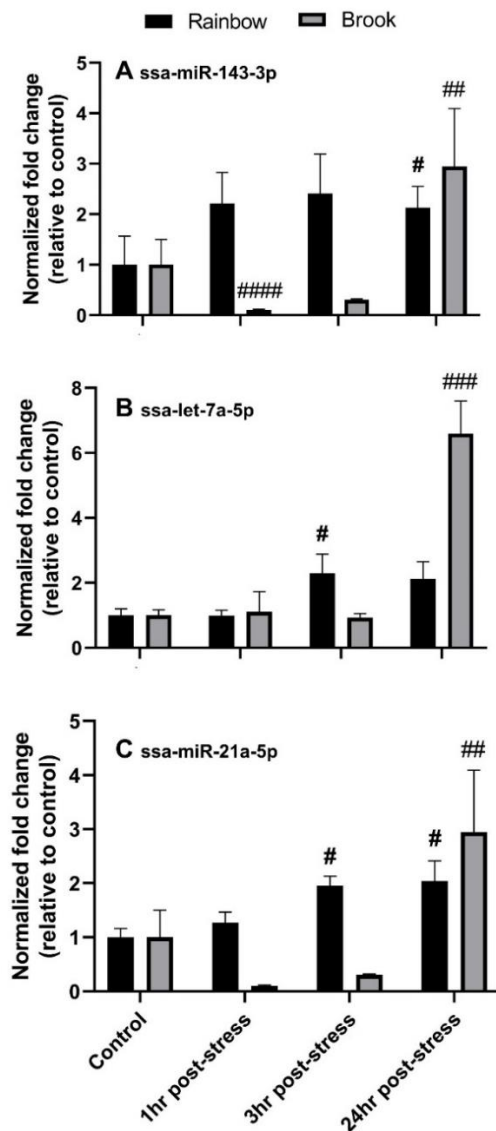 Rainbow Brook
A ssa-miR-143-3p
Normalized fold change
(relative to control)
5
4
3
2
1
0
####
#
##
B ssa-let-7a-5p
Normalized fold change
(relative to control)
8
6
4
2
0
#
###
C ssa-miR-21a-5p
Normalized fold change
(relative to control)
5
4
3
2
1
0
#
#
##
Control
1hr post-stress
3hr post-stress
24hr post-stress